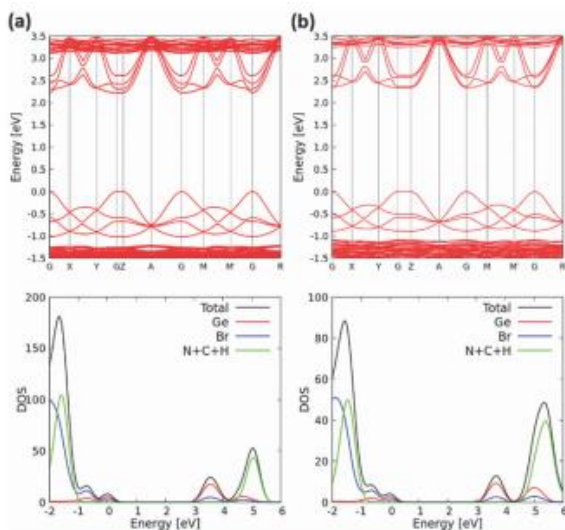 (a)
(b)
Energy [eV]
3.5
3.0
2.5
2.0
1.5
1.0
0.5
0.0
-0.5
-1.0
-1.5
G X Y GZ A G M M' G R
Energy [eV]
3.5
3.0
2.5
2.0
1.5
1.0
0.5
0.0
-0.5
-1.0
-1.5
G X Y G Z A G M M' G R
DOS
200
150
100
50
0
Total
Ge
Br
N+C+H
-2 -1 0 1 2 3 4 5 6
Energy [eV]
DOS
100
80
60
40
20
0
Total
Ge
Br
N+C+H
-2 -1 0 1 2 3 4 5 6
Energy [eV]